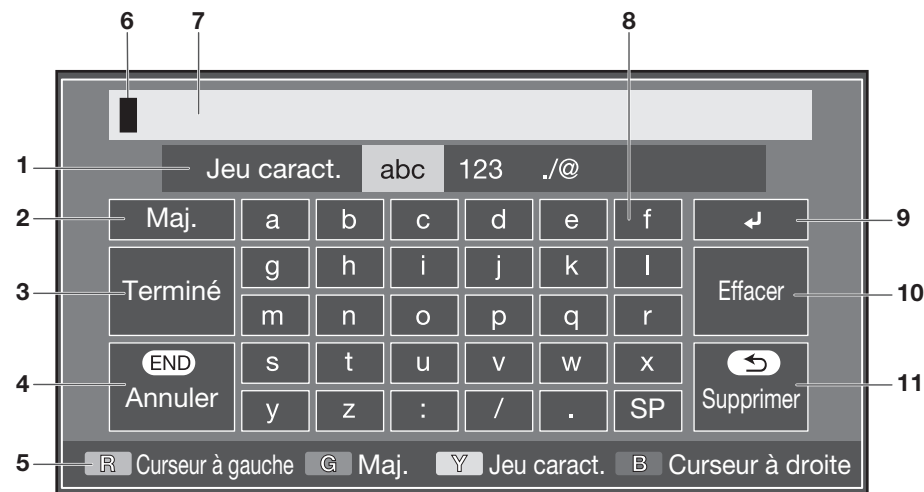 6 7 8
1 Jeu caract. abc 123 ./@
2 Maj. a b c d e f ↲ 9
g h i j k l
3 Terminé Effacer 10
m n o p q r
END s t u v w x
4 Annuler Supprimer 11
y z : / . SP
5 R Curseur à gauche G Maj. Y Jeu caract. B Curseur à droite